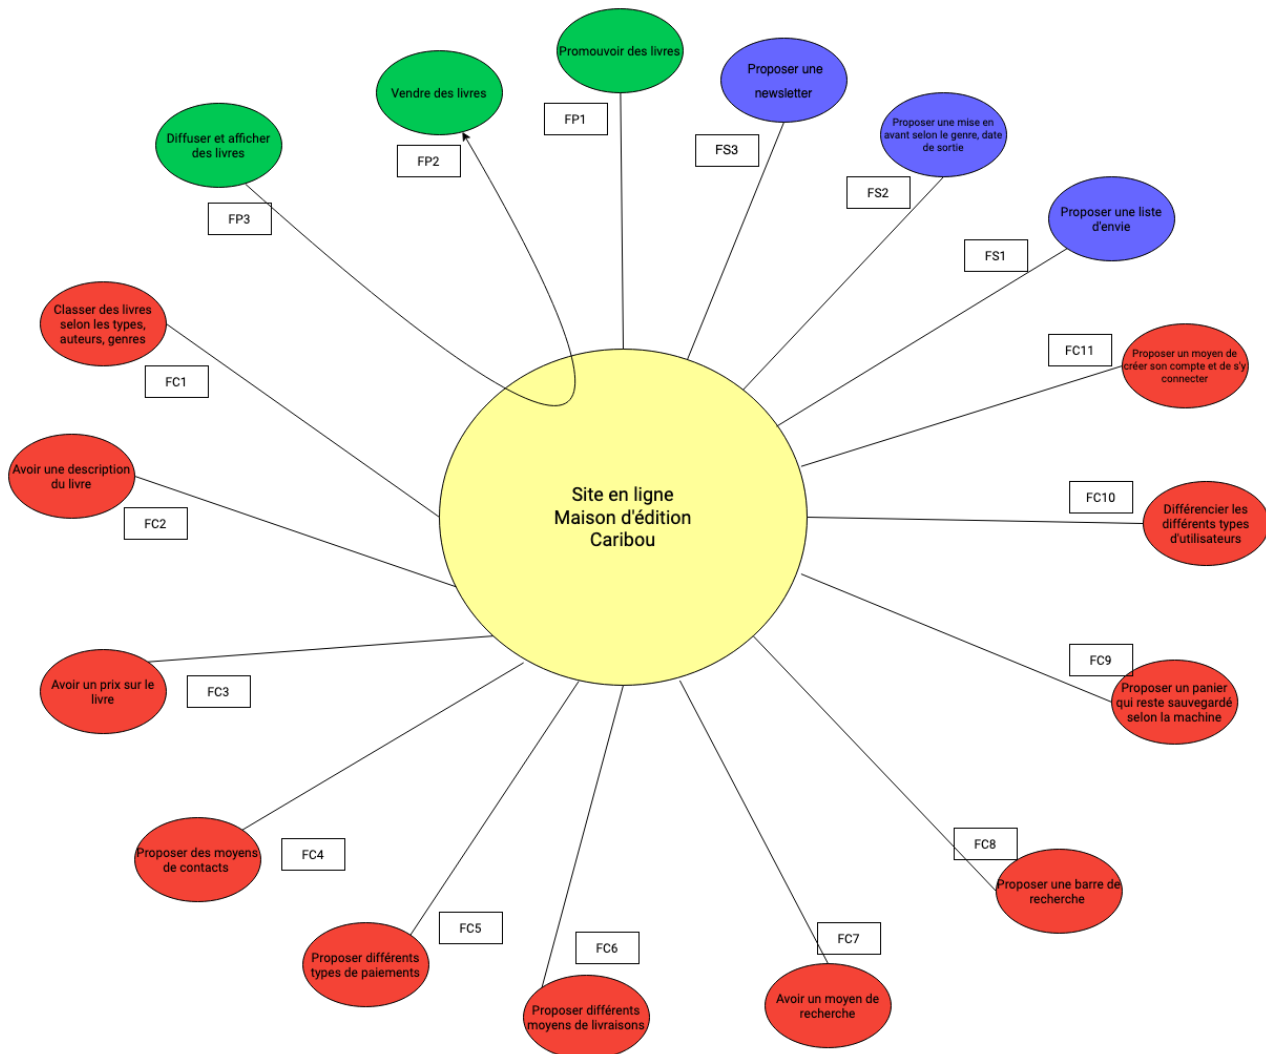 Promouvoir des livres
FP1
Proposer une
newsletter
FS3
Vendre des livres
FP2
Proposer une mise en
avant selon le genre, date
de sortie
FS2
Diffuser et afficher
des livres
FP3
Proposer une liste
d'envie
FS1
Classer des livres
selon les types,
auteurs, genres
FC1
FC11
Proposer un moyen de
créer son compte et de s'y
connecter
Avoir une description
du livre
FC2
Site en ligne
Maison d'édition
Caribou
FC10
Différencier les
différents types
d'utilisateurs
Avoir un prix sur le
livre
FC3
FC9
Proposer un panier
qui reste sauvegardé
selon la machine
Proposer des moyens
de contacts
FC4
FC8
Proposer une barre de
recherche
Proposer différents
types de paiements
FC5
FC6
Proposer différents
moyens de livraisons
FC7
Avoir un moyen de
recherche